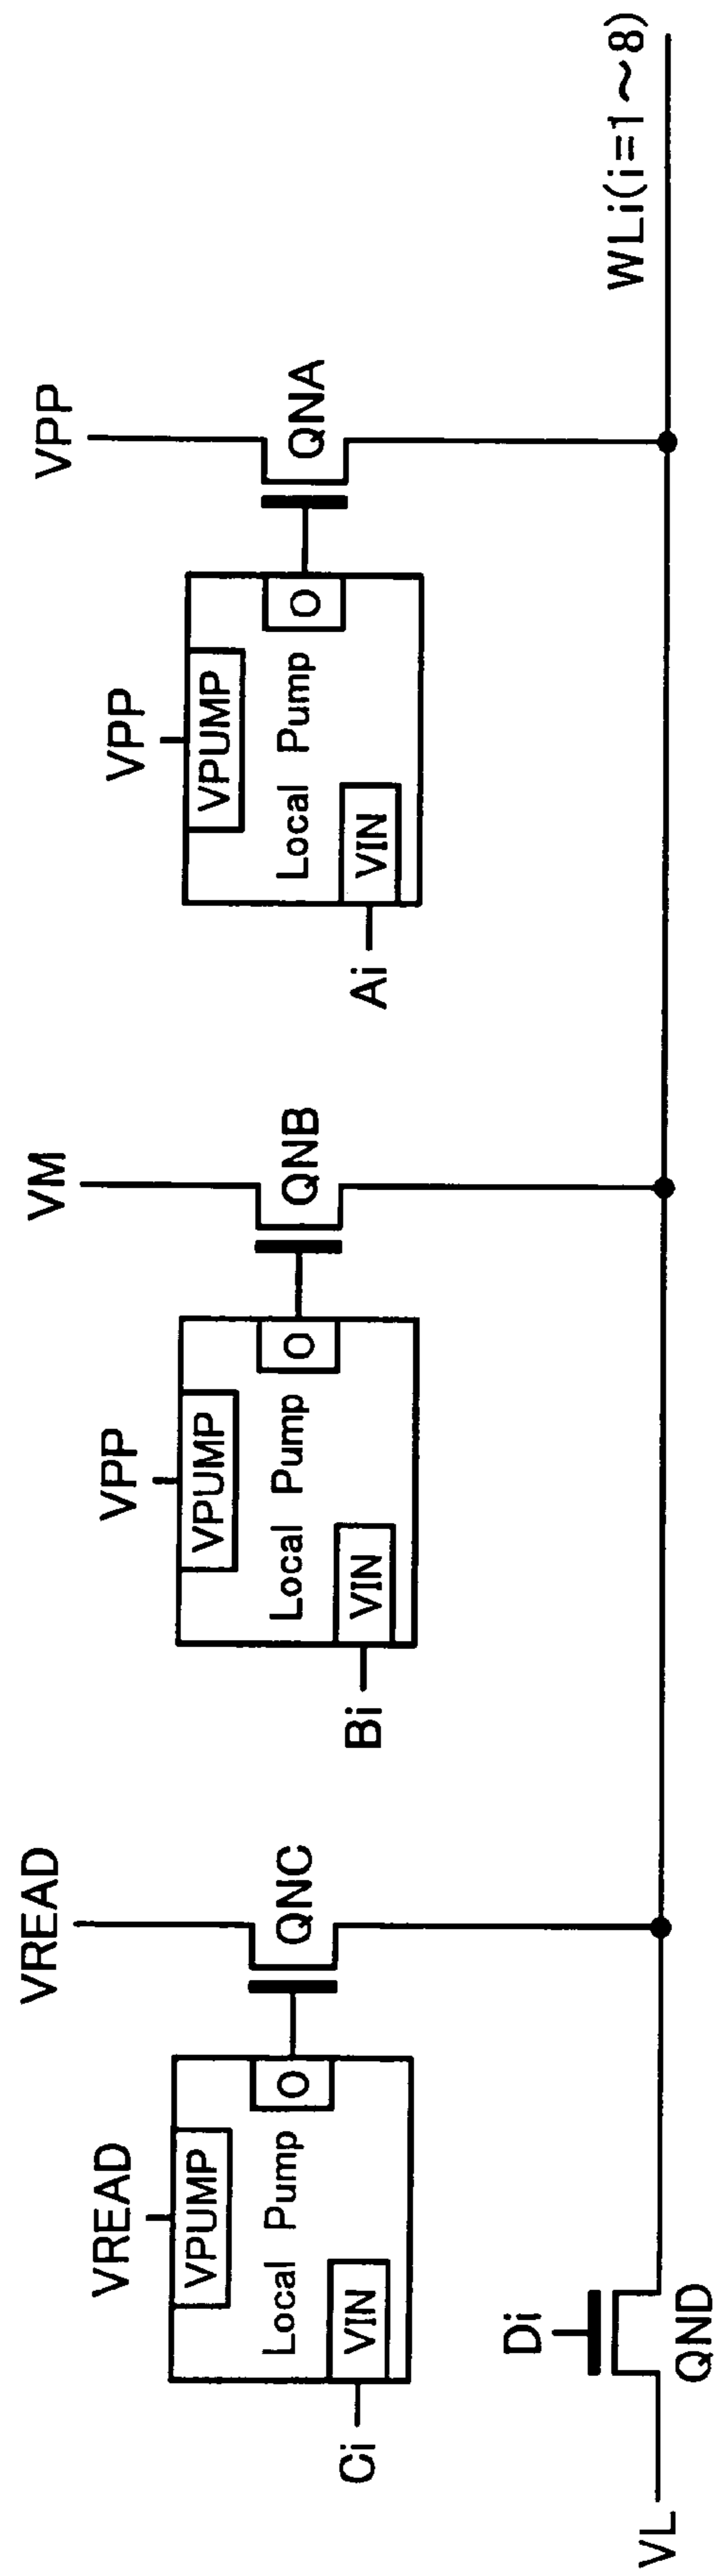 VREAD
VM
VPP
VREAD
VPP
VPP
VPUMP
VPUMP
VPUMP
QNC
QNB
QNA
Local Pump
O
Local Pump
O
Local Pump
O
VIN
VIN
VIN
Ci
Bi
Ai
Di
WLi(i=1~8)
VL
QND